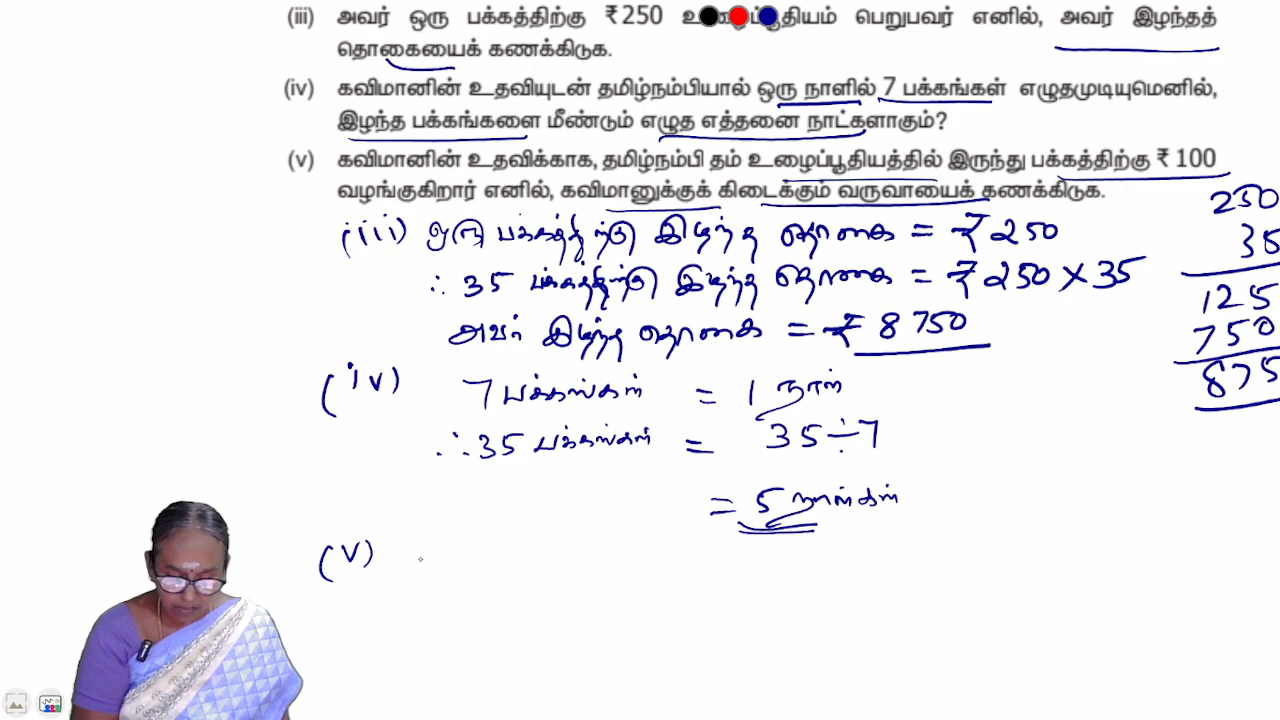 (iii) அவர் ஒரு பக்கத்திற்கு ₹250 உழைப்பூதியம் பெறுபவர் எனில், அவர் இழந்தத்
தொகையைக் கணக்கிடுக.
(iv) கவிமானின் உதவியுடன் தமிழ்நம்பியால் ஒரு நாளில் 7 பக்கங்கள் எழுதமுடியுமெனில்,
இழந்த பக்கங்களை மீண்டும் எழுத எத்தனை நாட்களாகும்?
(v) கவிமானின் உதவிக்காக, தமிழ்நம்பி தம் உழைப்பூதியத்தில் இருந்து பக்கத்திற்கு ₹ 100
வழங்குகிறார் எனில், கவிமானுக்குக் கிடைக்கும் வருவாயைக் கணக்கிடுக.
250
(iii) ஒரு பக்கத்திற்கு இழந்த தொகை = ₹250
35
∴ 35 பக்கத்திற்கு இழந்த தொகை = ₹250 × 35
125
அவர் இழந்த தொகை = ₹ 8750
750
875
(iv) 7 பக்கங்கள் = 1 நாள்
∴ 35 பக்கங்கள் = 35 ÷ 7
= 5 நாள்கள்
(v)